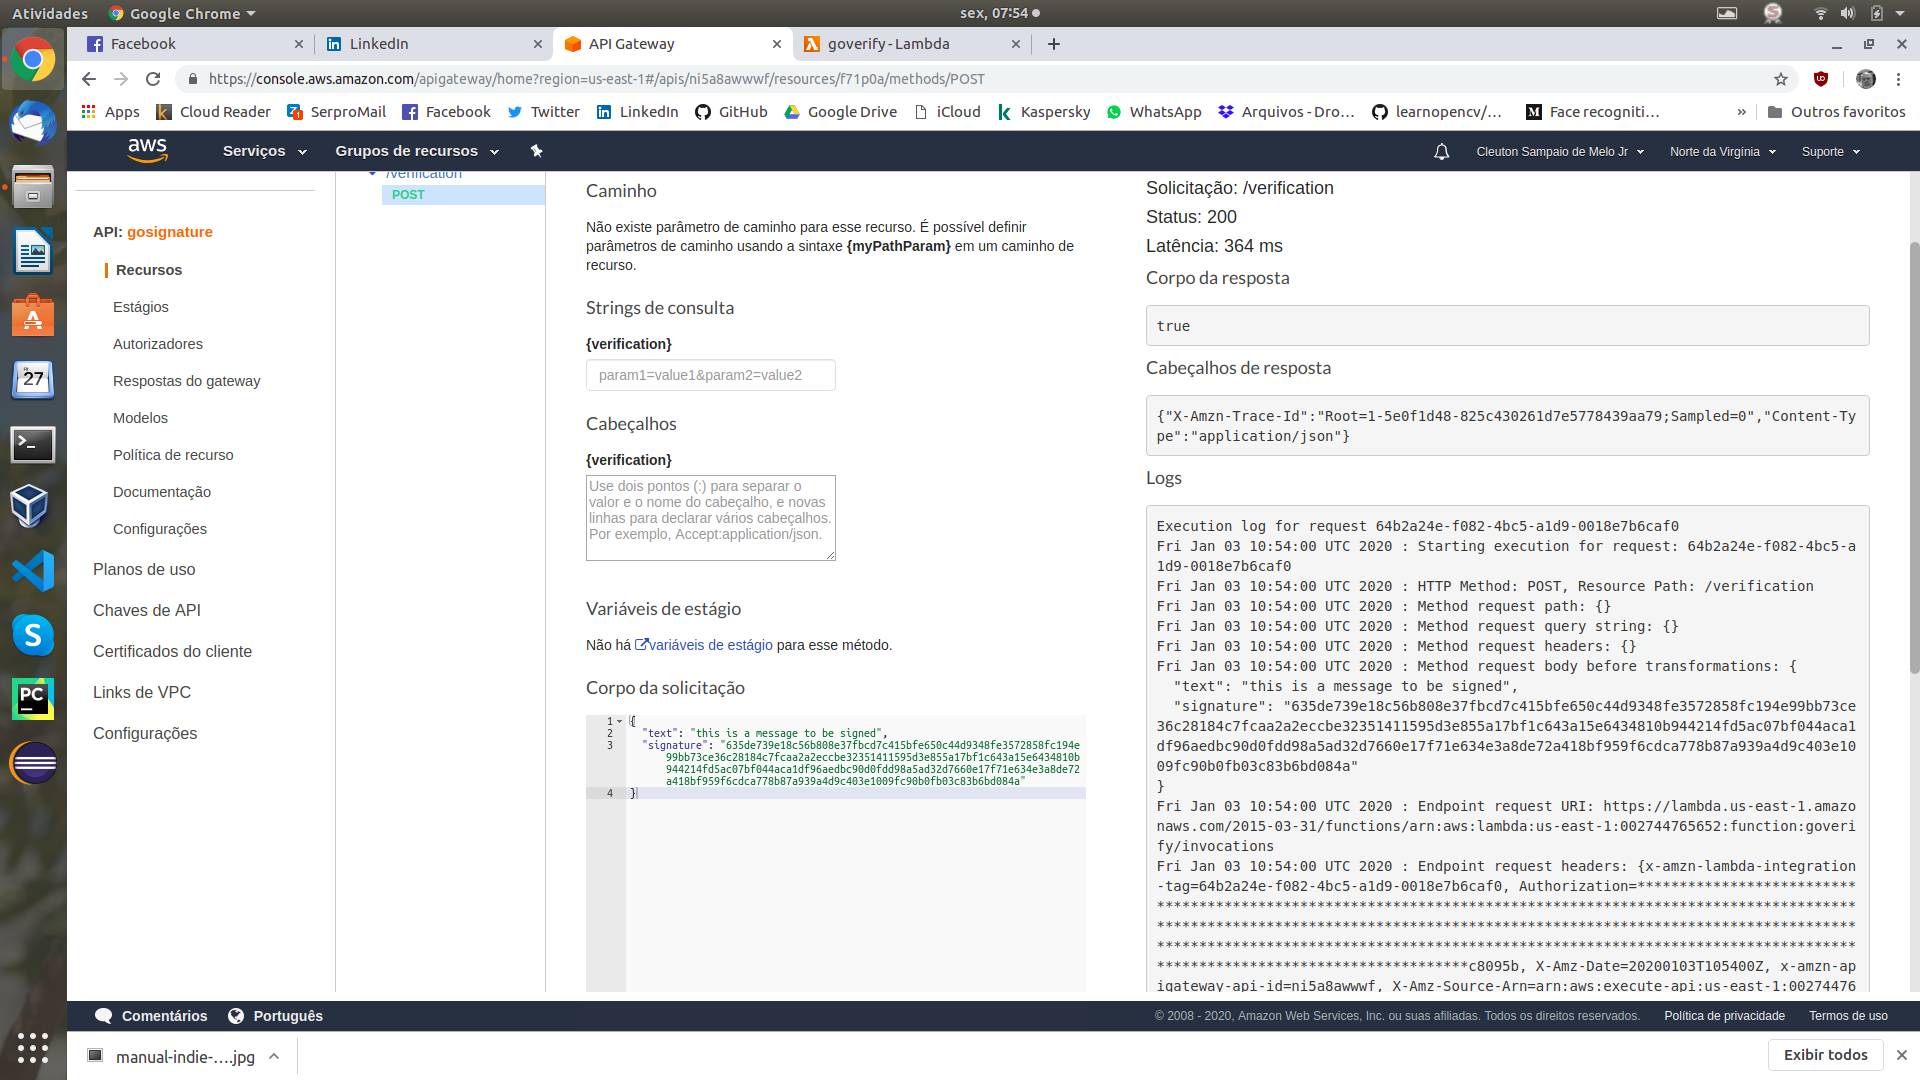 Atividades
Google Chrome
sex, 07:54
Facebook
LinkedIn
API Gateway
goverify - Lambda
https://console.aws.amazon.com/apigateway/home?region=us-east-1#/apis/ni5a8awwwf/resources/f71p0a/methods/POST
Apps
Cloud Reader
SerproMail
Facebook
Twitter
LinkedIn
GitHub
Google Drive
iCloud
Kaspersky
WhatsApp
Arquivos - Dro…
learnopencv/…
Face recogniti…
»
Outros favoritos
aws
Serviços
Grupos de recursos
Cleuton Sampaio de Melo Jr
Norte da Virgínia
Suporte
API: gosignature
Recursos
Estágios
Autorizadores
Respostas do gateway
Modelos
Política de recurso
Documentação
Configurações
Planos de uso
Chaves de API
Certificados do cliente
Links de VPC
Configurações
/verification
POST
Caminho
Não existe parâmetro de caminho para esse recurso. É possível definir
parâmetros de caminho usando a sintaxe {myPathParam} em um caminho de
recurso.
Strings de consulta
{verification}
param1=value1&param2=value2
Cabeçalhos
{verification}
Use dois pontos (:) para separar o
valor e o nome do cabeçalho, e novas
linhas para declarar vários cabeçalhos.
Por exemplo, Accept:application/json.
Variáveis de estágio
Não há variáveis de estágio para esse método.
Corpo da solicitação
1 {
2 "text": "this is a message to be signed",
3 "signature": "635de739e18c56b808e37fbcd7c415bfe650c44d9348fe3572858fc194e
99bb73ce36c28184c7fcaa2a2eccbe32351411595d3e855a17bf1c643a15e6434810b
944214fd5ac07bf044aca1df96aedbc90d0fdd98a5ad32d7660e17f71e634e3a8de72
a418bf959f6cdca778b87a939a4d9c403e1009fc90b0fb03c83b6bd084a"
4 }
Solicitação: /verification
Status: 200
Latência: 364 ms
Corpo da resposta
true
Cabeçalhos de resposta
{"X-Amzn-Trace-Id":"Root=1-5e0f1d48-825c430261d7e5778439aa79;Sampled=0","Content-Ty
pe":"application/json"}
Logs
Execution log for request 64b2a24e-f082-4bc5-a1d9-0018e7b6caf0
Fri Jan 03 10:54:00 UTC 2020 : Starting execution for request: 64b2a24e-f082-4bc5-a
1d9-0018e7b6caf0
Fri Jan 03 10:54:00 UTC 2020 : HTTP Method: POST, Resource Path: /verification
Fri Jan 03 10:54:00 UTC 2020 : Method request path: {}
Fri Jan 03 10:54:00 UTC 2020 : Method request query string: {}
Fri Jan 03 10:54:00 UTC 2020 : Method request headers: {}
Fri Jan 03 10:54:00 UTC 2020 : Method request body before transformations: {
"text": "this is a message to be signed",
"signature": "635de739e18c56b808e37fbcd7c415bfe650c44d9348fe3572858fc194e99bb73ce
36c28184c7fcaa2a2eccbe32351411595d3e855a17bf1c643a15e6434810b944214fd5ac07bf044aca1
df96aedbc90d0fdd98a5ad32d7660e17f71e634e3a8de72a418bf959f6cdca778b87a939a4d9c403e10
09fc90b0fb03c83b6bd084a"
}
Fri Jan 03 10:54:00 UTC 2020 : Endpoint request URI: https://lambda.us-east-1.amazo
naws.com/2015-03-31/functions/arn:aws:lambda:us-east-1:002744765652:function:goveri
fy/invocations
Fri Jan 03 10:54:00 UTC 2020 : Endpoint request headers: {x-amzn-lambda-integration
-tag=64b2a24e-f082-4bc5-a1d9-0018e7b6caf0, Authorization=**************************
***********************************************************************************
***********************************************************************************
***********************************************************************************
*************************************c8095b, X-Amz-Date=20200103T105400Z, x-amzn-ap
igateway-api-id=ni5a8awwwf, X-Amz-Source-Arn=arn:aws:execute-api:us-east-1:00274476
Comentários
Português
© 2008 - 2020, Amazon Web Services, Inc. ou suas afiliadas. Todos os direitos reservados.
Política de privacidade
Termos de uso
manual-indie-....jpg
Exibir todos